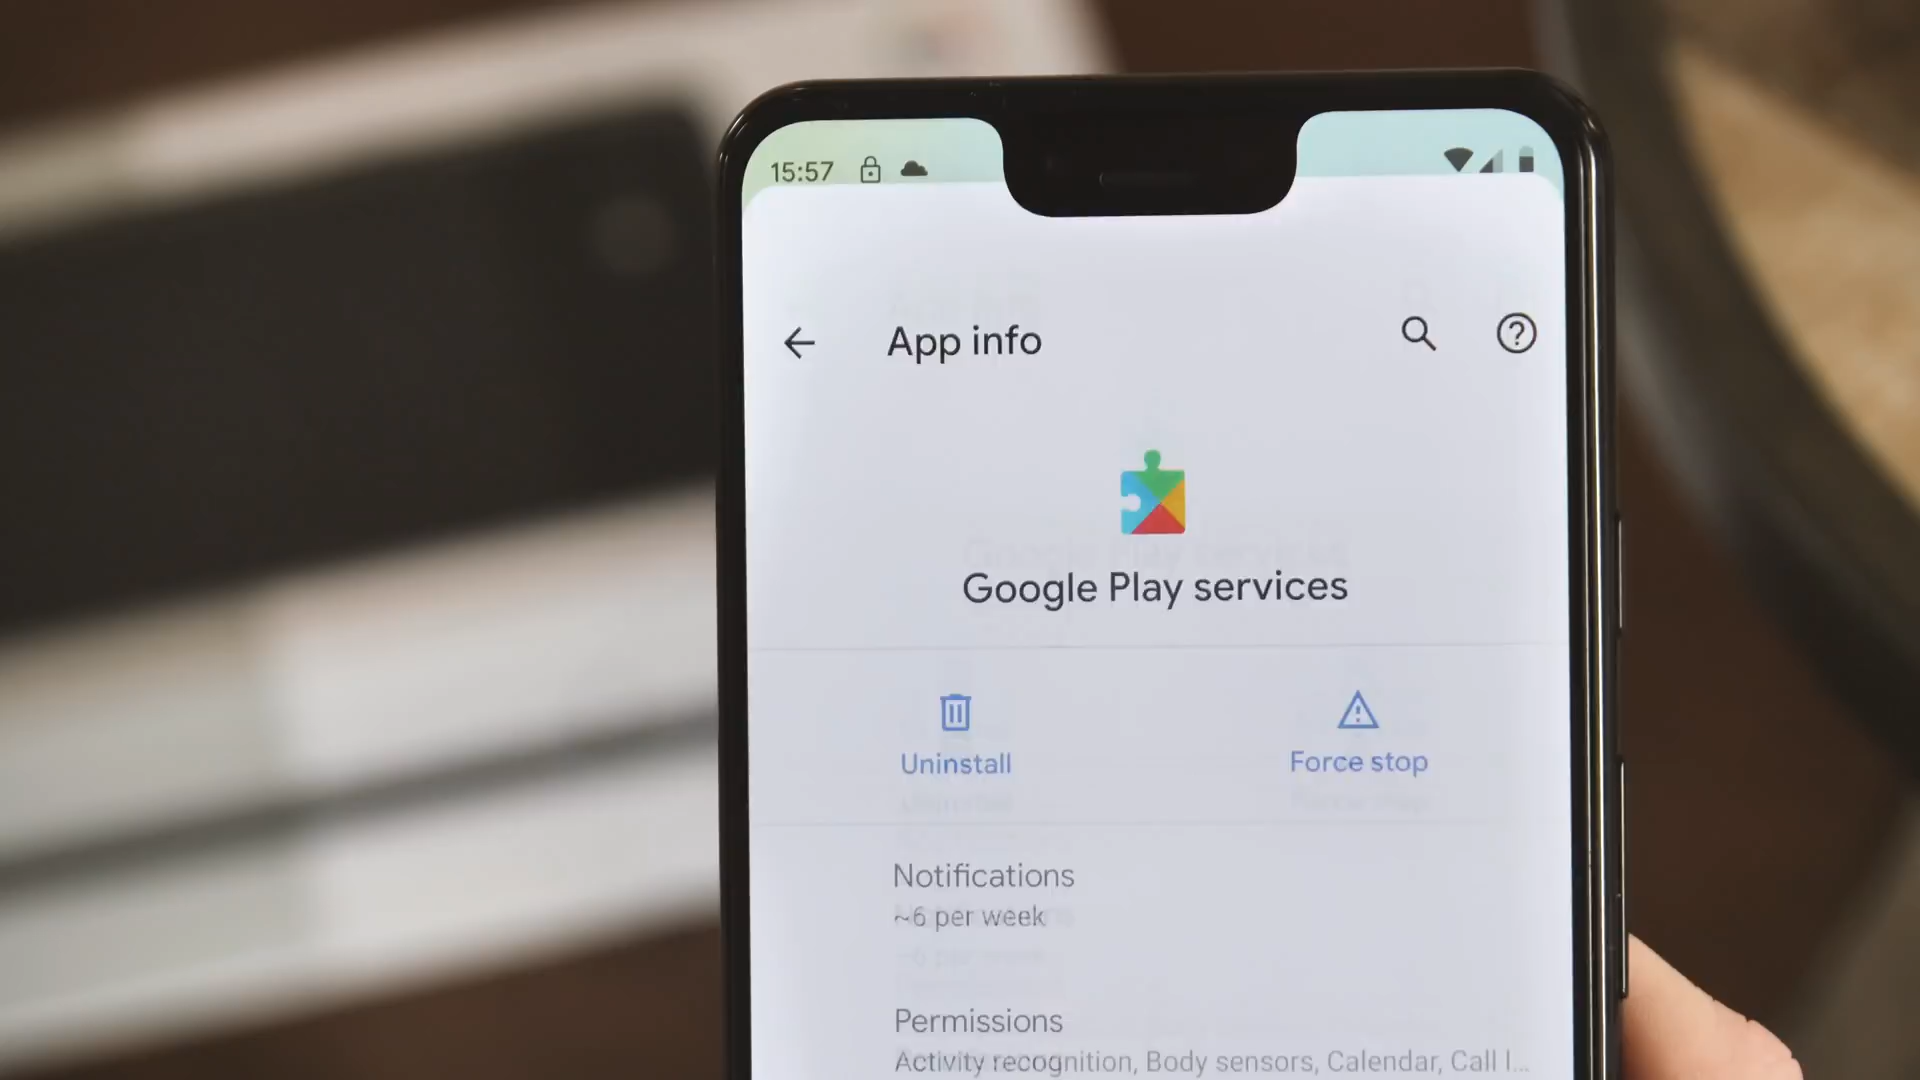 15:57
App info
Google Play services
Uninstall
Force stop
Notifications
~6 per week
Permissions
Activity recognition, Body sensors, Calendar, Call l...